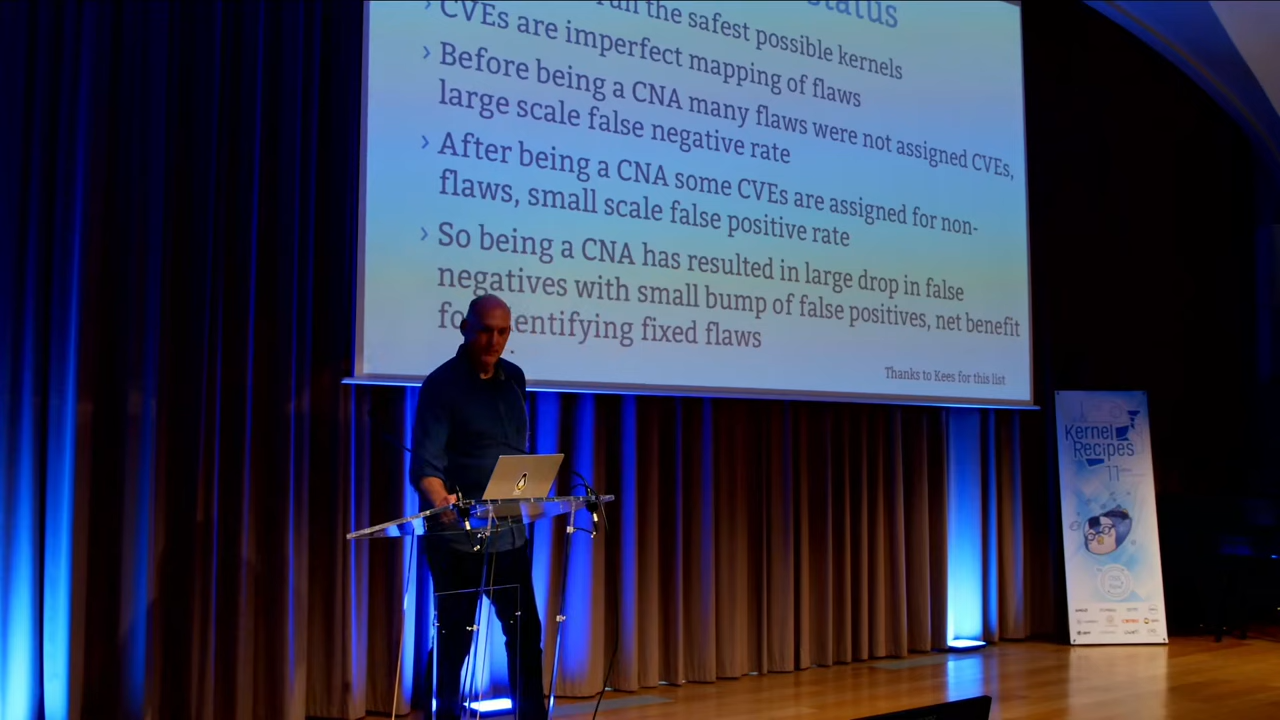 status
run the safest possible kernels
› CVEs are imperfect mapping of flaws
› Before being a CNA many flaws were not assigned CVEs,
large scale false negative rate
› After being a CNA some CVEs are assigned for non-
flaws, small scale false positive rate
› So being a CNA has resulted in large drop in false
negatives with small bump of false positives, net benefit
entifying fixed flaws
Thanks to Kees for this list
Kernel
Recipes
11